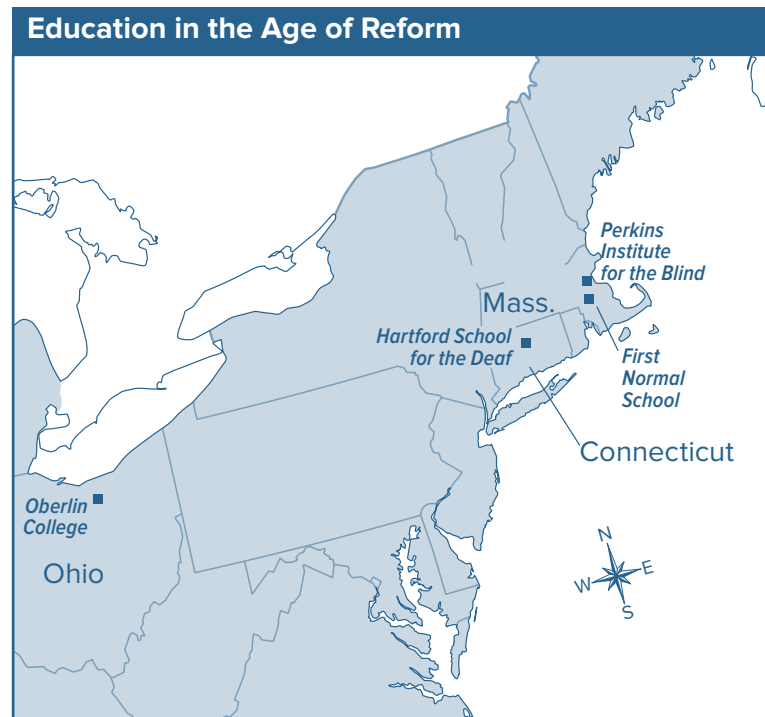 Education in the Age of Reform
Perkins
Institute
for the Blind
Mass.
Hartford School
for the Deaf
First
Normal
School
Connecticut
Oberlin
College
Ohio
N
W
E
S